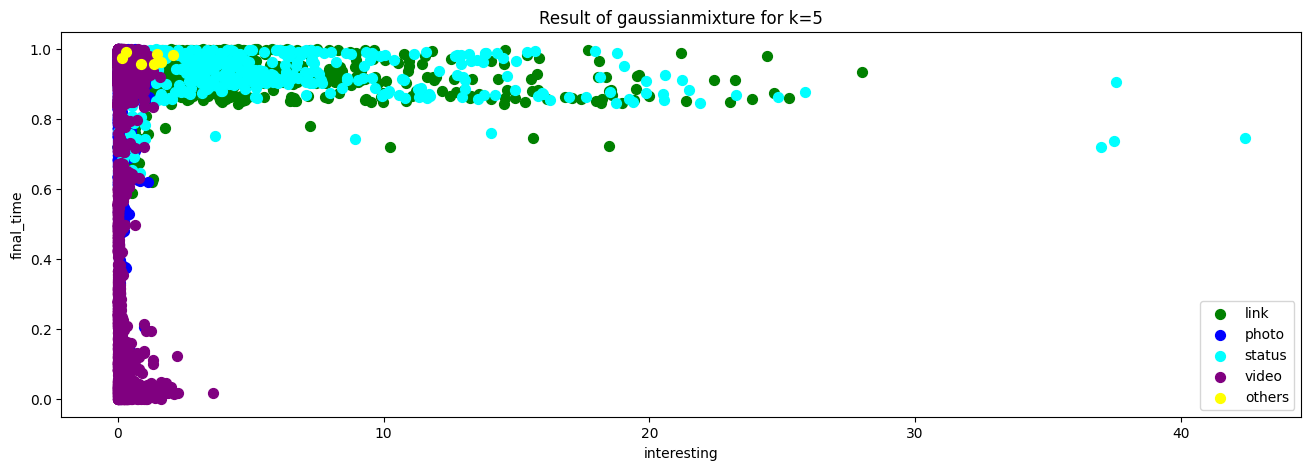 Result of gaussianmixture for k=5
final_time
1.0
0.8
0.6
0.4
0.2
0.0
0
10
20
30
40
interesting
link
photo
status
video
others